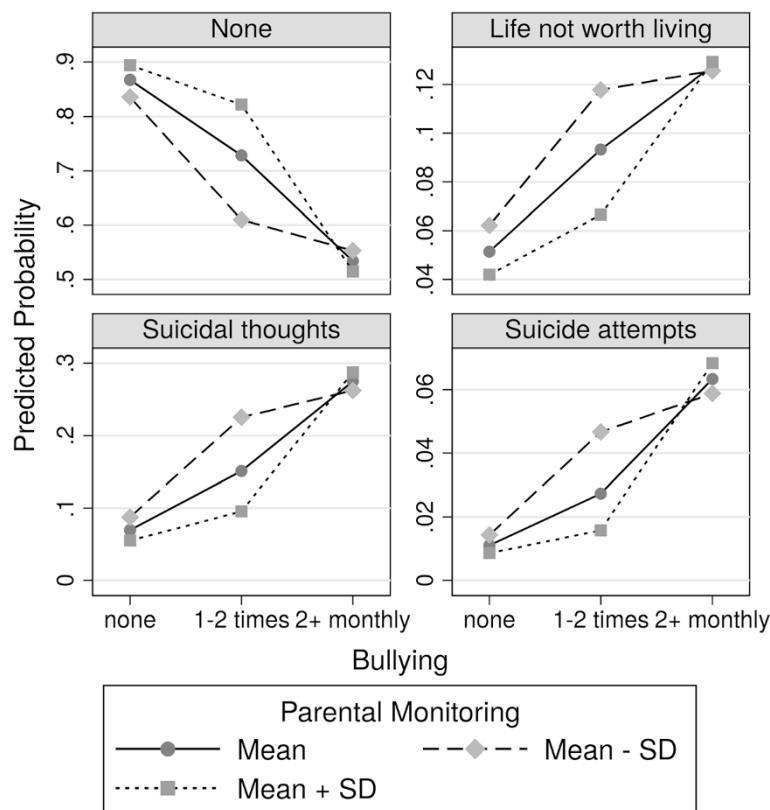 None
Life not worth living
.9
.8
.7
.6
.5
.12
.1
.08
.06
.04
Suicidal thoughts
Suicide attempts
.3
.2
.1
0
.06
.04
.02
0
Predicted Probability
none 1-2 times 2+ monthly
none 1-2 times 2+ monthly
Bullying
Parental Monitoring
Mean
Mean - SD
Mean + SD